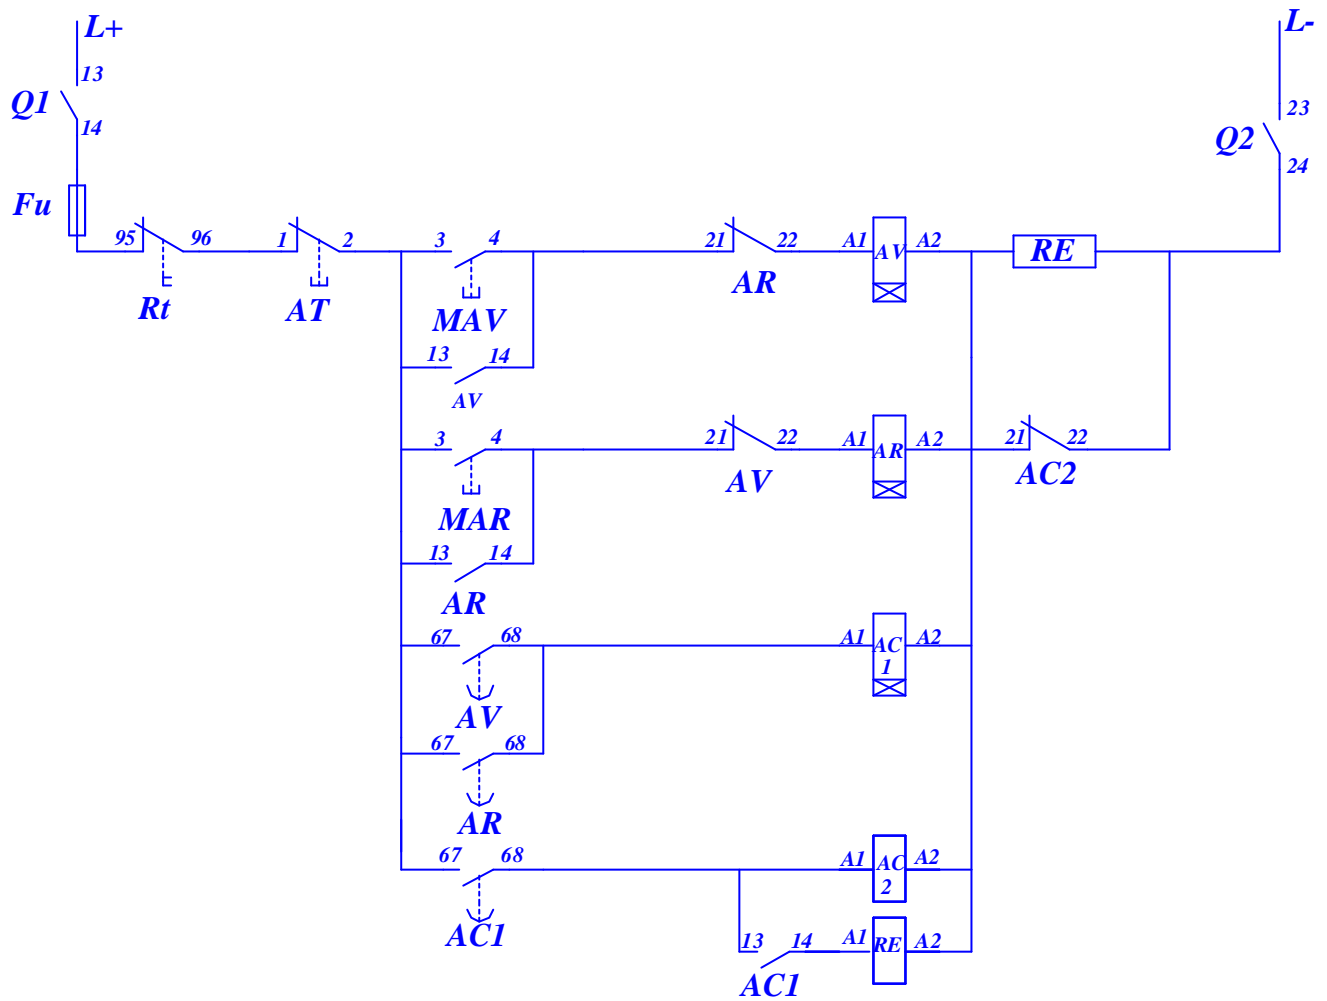 L+
L-
13
Q1
14
23
Q2
24
Fu
95 96 1 2 3 4 21 22 A1 AV A2 RE
Rt AT MAV AR
13 14
AV
3 4 21 22 A1 AR A2 21 22
MAR AV AC2
13 14
AR
67 68 A1 AC A2
1
AV
67 68
AR
67 68 A1 AC A2
2
AC1
13 14 A1 RE A2
AC1